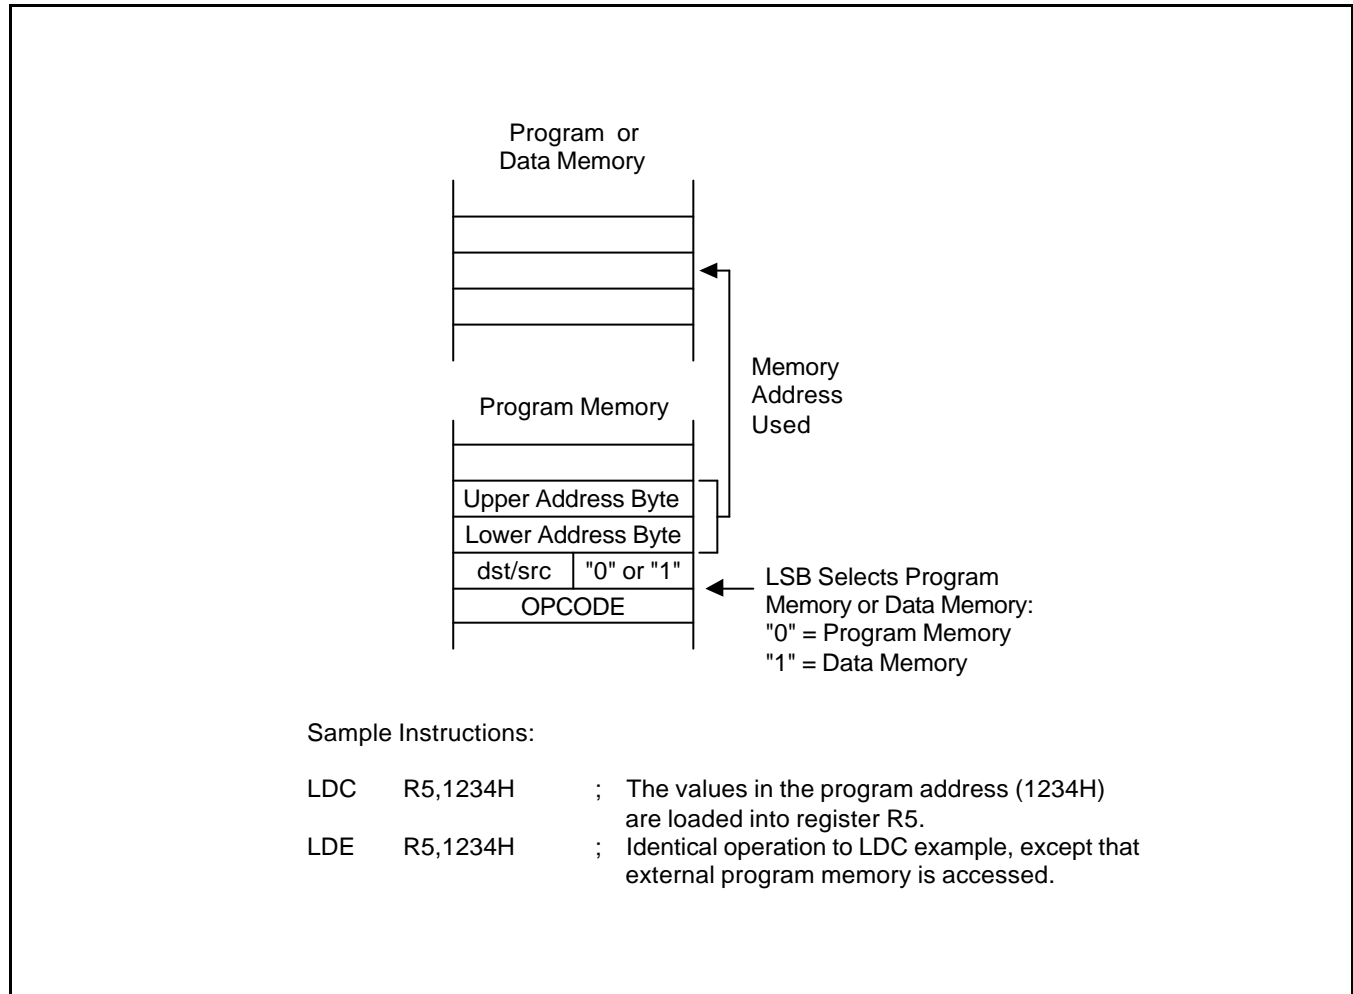 Program or
Data Memory
Memory
Address
Used
Program Memory
Upper Address Byte
Lower Address Byte
dst/src "0" or "1"
OPCODE
LSB Selects Program
Memory or Data Memory:
"0" = Program Memory
"1" = Data Memory
Sample Instructions:
LDC R5,1234H ; The values in the program address (1234H)
are loaded into register R5.
LDE R5,1234H ; Identical operation to LDC example, except that
external program memory is accessed.